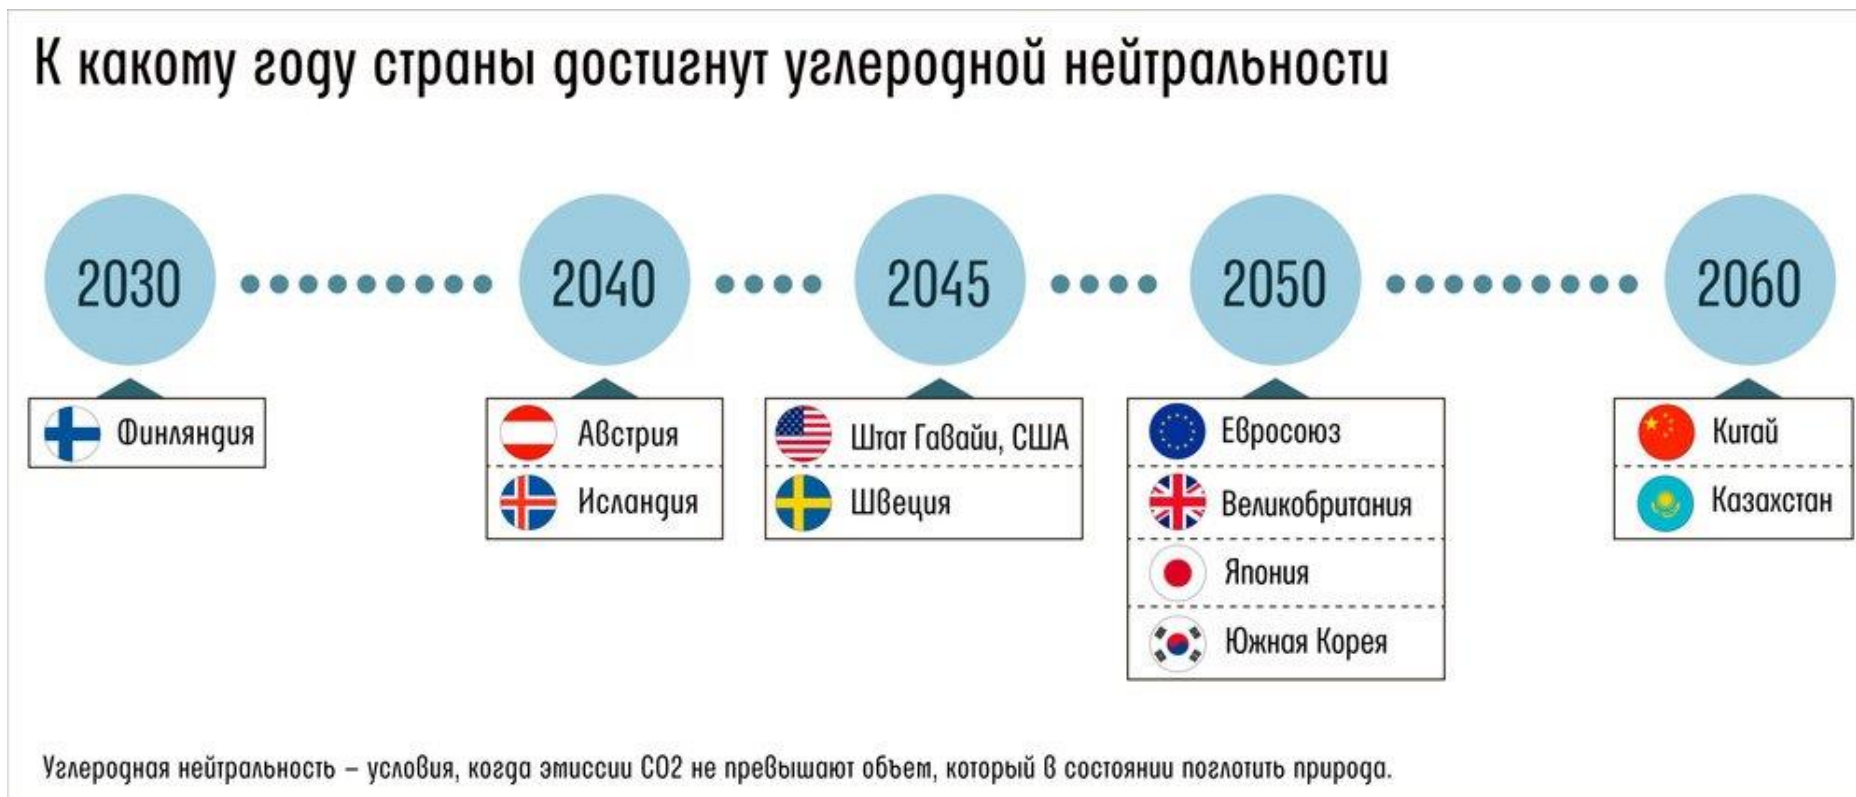 К какому году страны достигнут углеродной нейтральности
2030
2040
2045
2050
2060
Финляндия
Австрия
Исландия
Штат Гавайи, США
Швеция
Евросоюз
Великобритания
Япония
Южная Корея
Китай
Казахстан
Углеродная нейтральность – условия, когда эмиссии СО2 не превышают объем, который в состоянии поглотить природа.